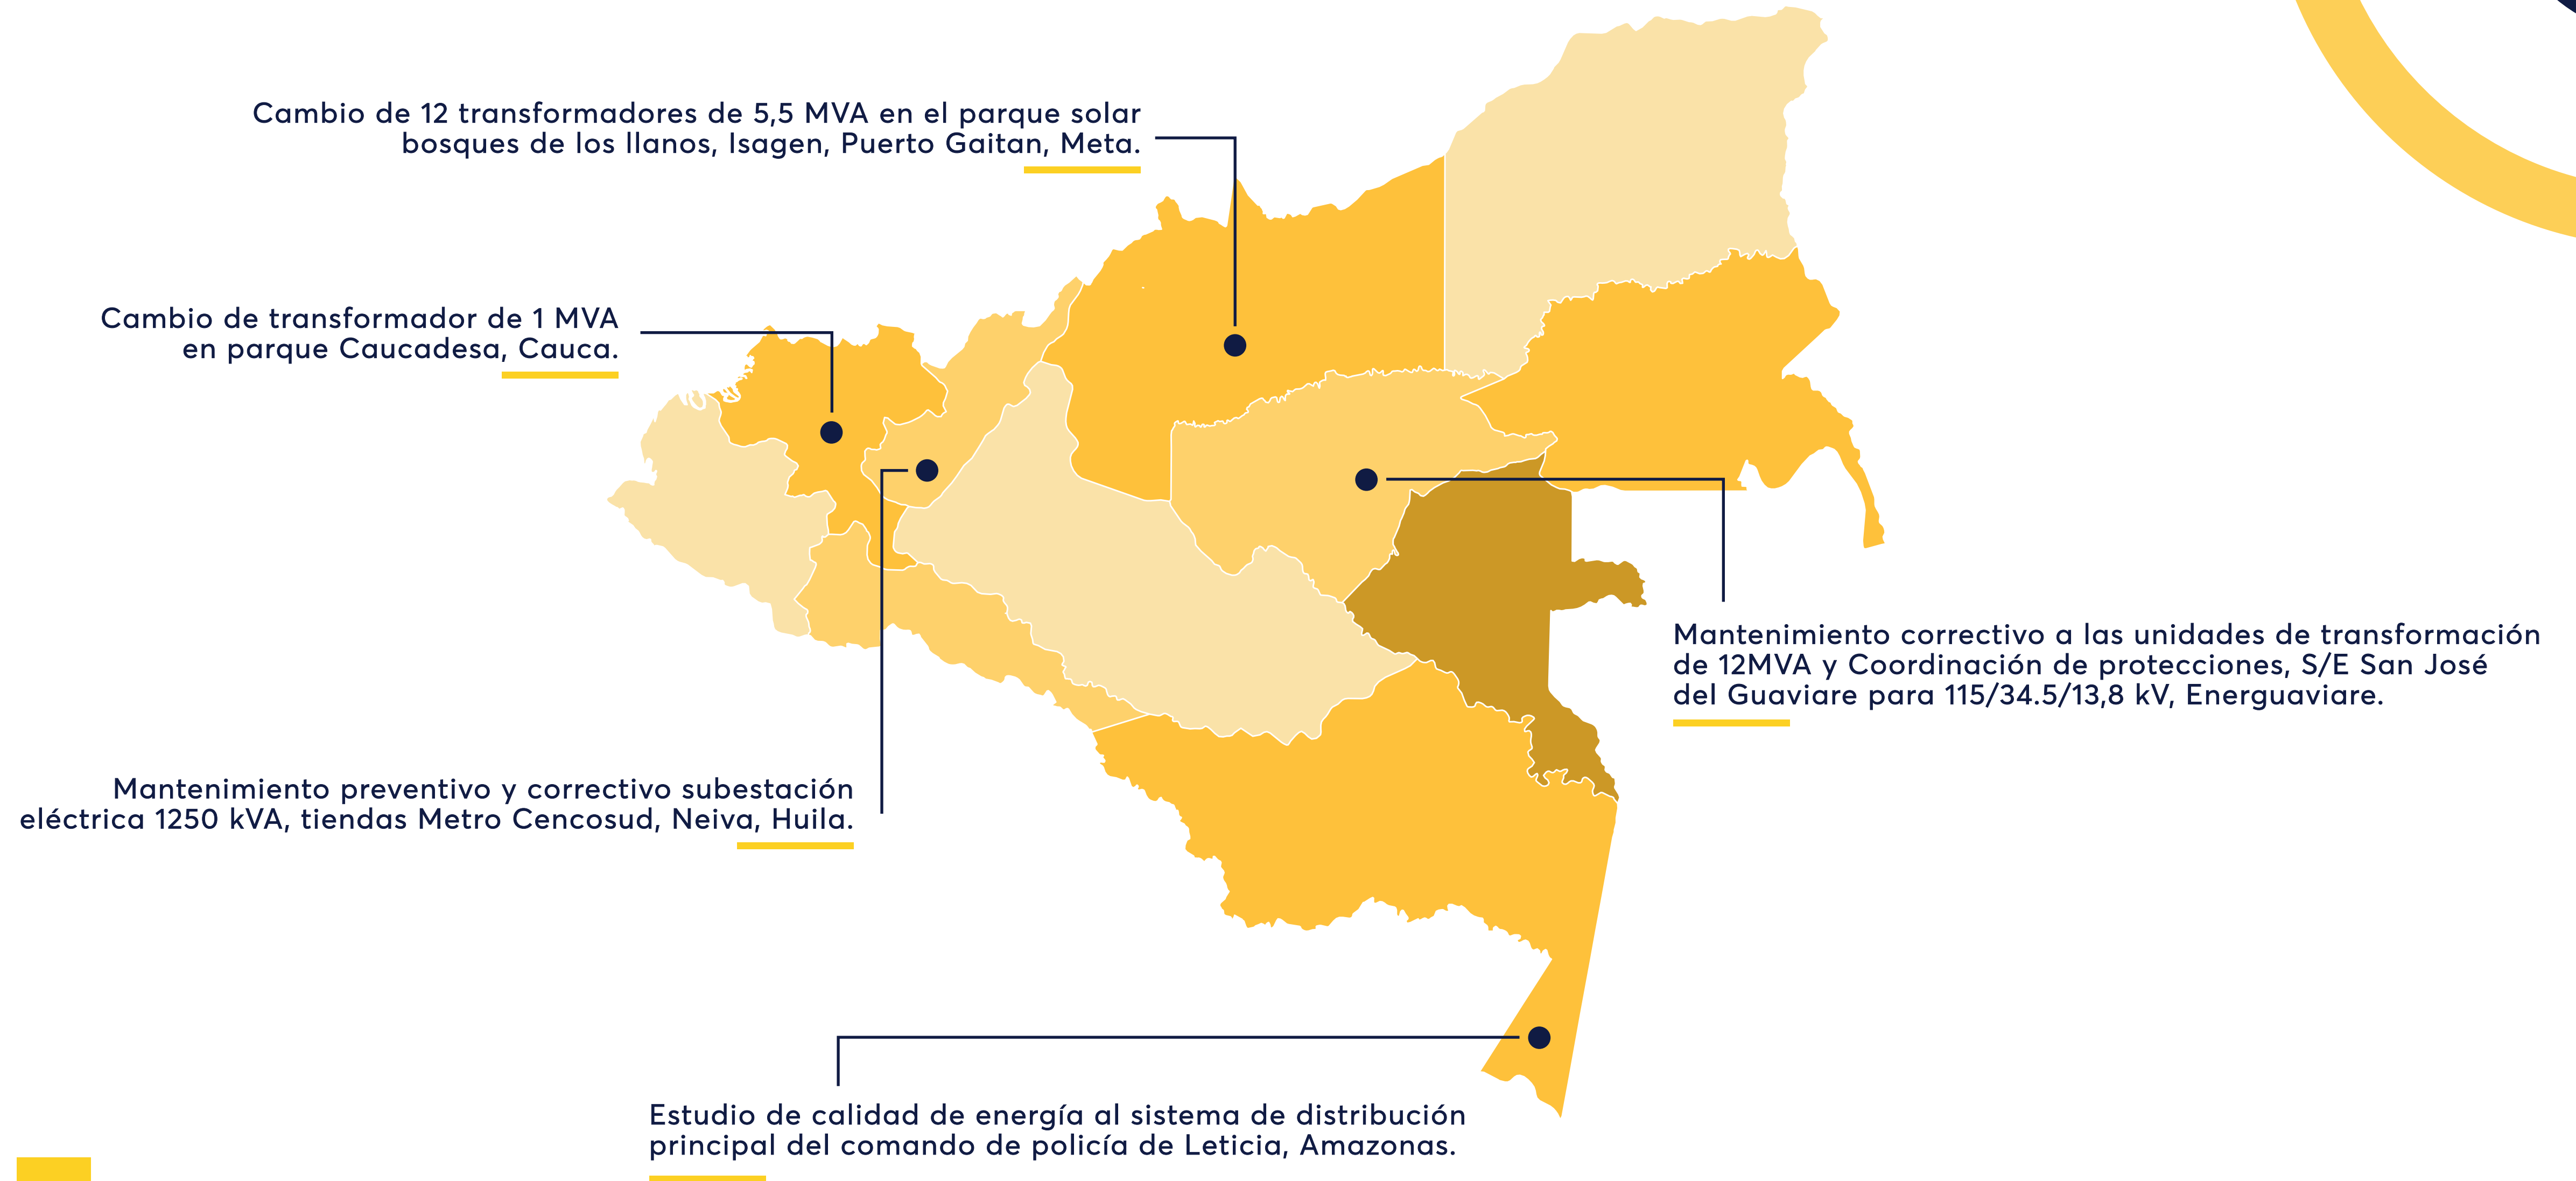 Cambio de 12 transformadores de 5,5 MVA en el parque solar
bosques de los llanos, Isagen, Puerto Gaitan, Meta.
Cambio de transformador de 1 MVA
en parque Caucadesa, Cauca.
Mantenimiento correctivo a las unidades de transformación
de 12MVA y Coordinación de protecciones, S/E San José
del Guaviare para 115/34.5/13,8 kV, Energuaviare.
Mantenimiento preventivo y correctivo subestación
eléctrica 1250 kVA, tiendas Metro Cencosud, Neiva, Huila.
Estudio de calidad de energía al sistema de distribución
principal del comando de policía de Leticia, Amazonas.